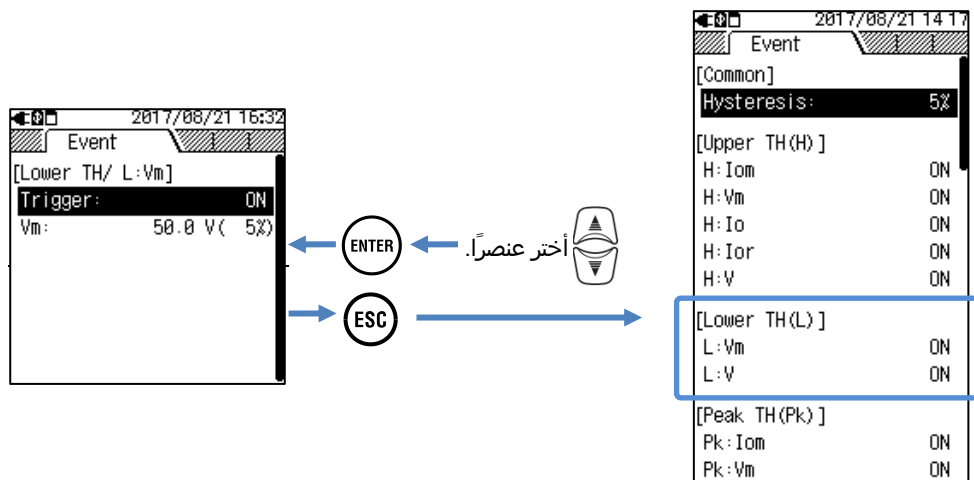 2017/08/21 16:32
Event
[Lower TH/ L:Vm]
Trigger: ON
Vm: 50.0 V( 5%)
ENTER
أختر عنصرًا.
ESC
2017/08/21 14 17
Event
[Common]
Hysteresis: 5%
[Upper TH(H)]
H:Iom ON
H:Vm ON
H:Io ON
H:Ior ON
H:V ON
[Lower TH(L)]
L:Vm ON
L:V ON
[Peak TH(Pk)]
Pk:Iom ON
Pk:Vm ON